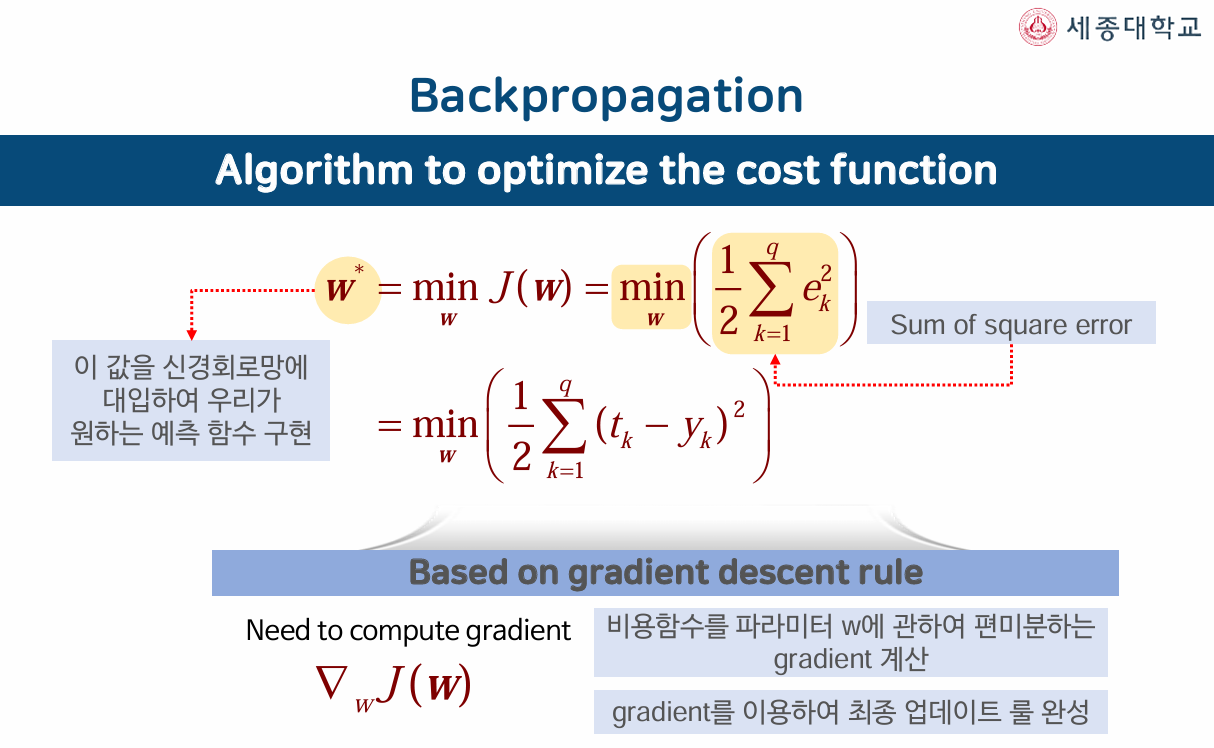 세종대학교
Backpropagation
Algorithm to optimize the cost function
w* = min_w J(w) = min_w (1/2 ∑_{k=1}^{q} e_k^2)
Sum of square error
이 값을 신경회로망에
대입하여 우리가
원하는 예측 함수 구현
= min_w (1/2 ∑_{k=1}^{q} (t_k − y_k)^2)
Based on gradient descent rule
Need to compute gradient
∇_w J(w)
비용함수를 파라미터 w에 관하여 편미분하는
gradient 계산
gradient를 이용하여 최종 업데이트 룰 완성